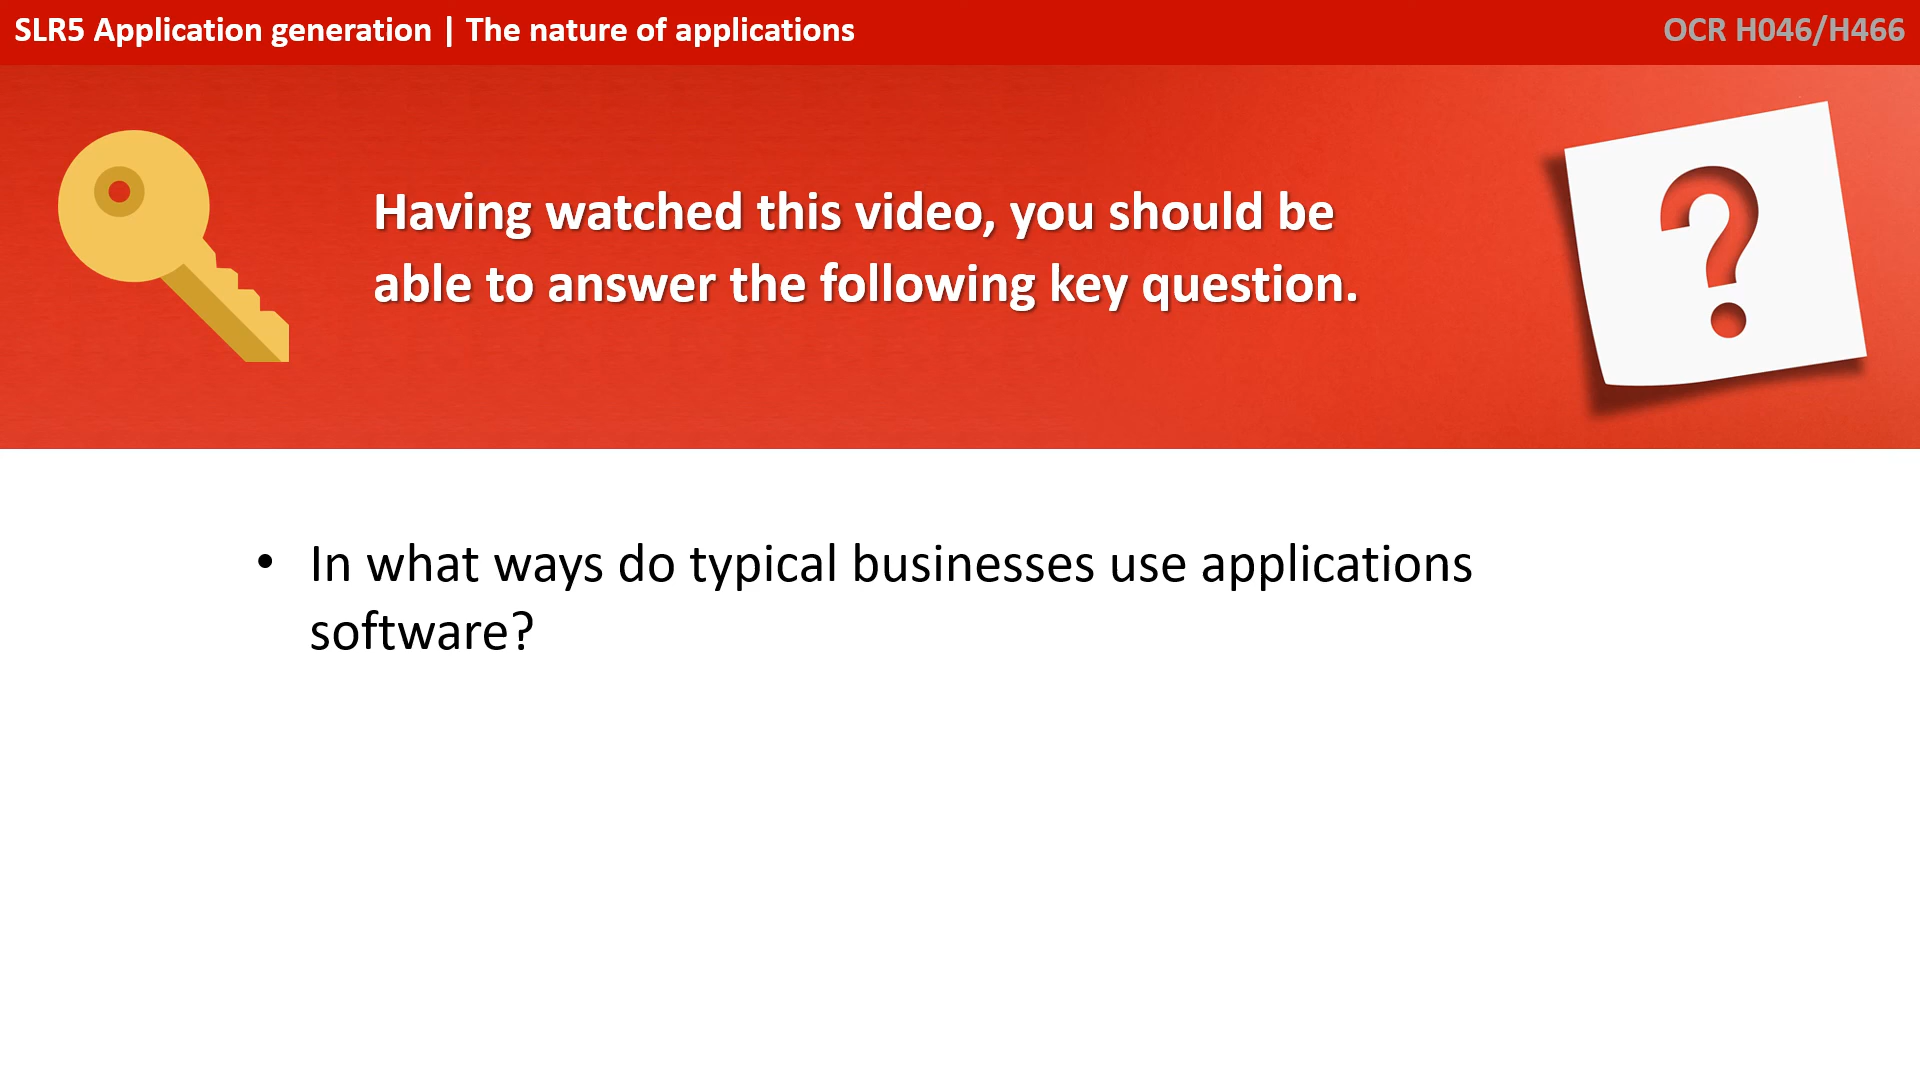 SLR5 Application generation | The nature of applications
OCR H046/H466
Having watched this video, you should be
able to answer the following key question.
?
• In what ways do typical businesses use applications
software?